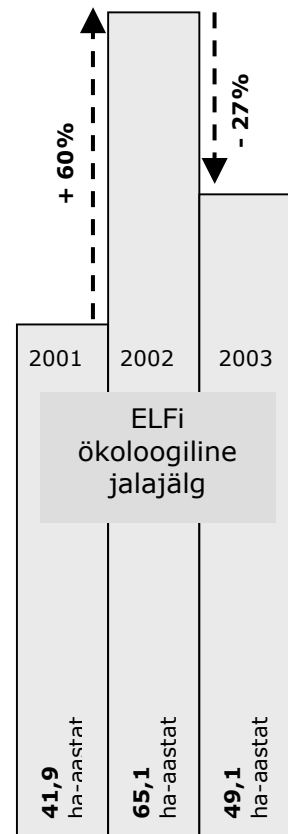 + 60%
- 27%
2001
2002
2003
ELFi
ökoloogiline
jalajälg
41,9
ha-aastat
65,1
ha-aastat
49,1
ha-aastat